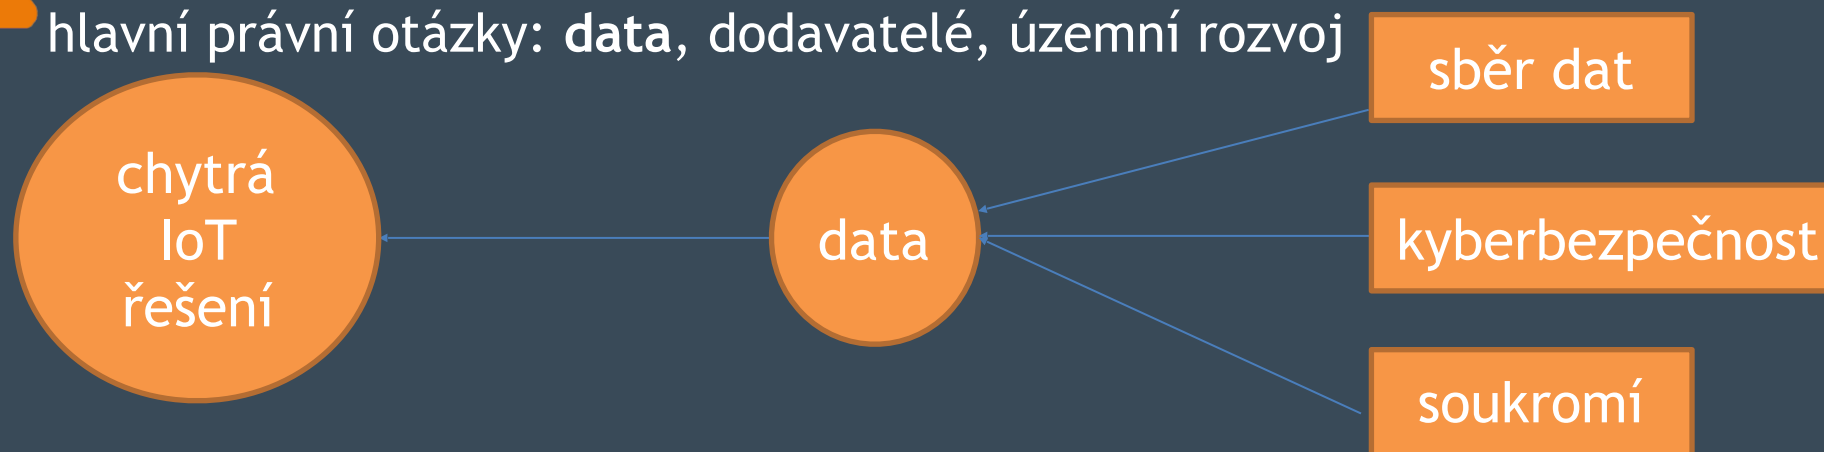 hlavní právní otázky: data, dodavatelé, územní rozvoj
sběr dat
chytrá
IoT
řešení
data
kyberbezpečnost
soukromí